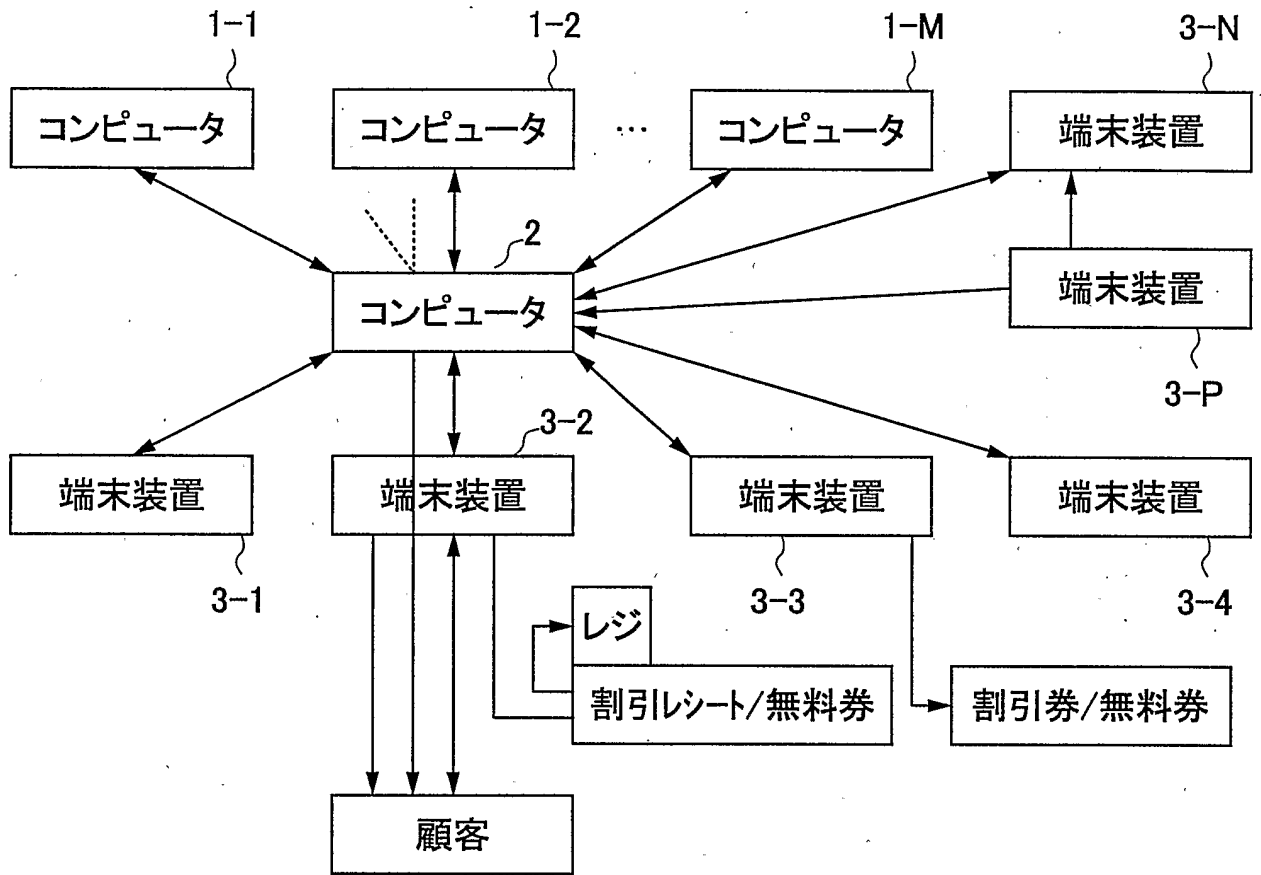 1-1
1-2
1-M
3-N
コンピュータ
コンピュータ
…
コンピュータ
端末装置
2
コンピュータ
端末装置
3-P
3-2
端末装置
端末装置
端末装置
端末装置
3-1
3-3
3-4
レジ
割引レシート/無料券
割引券/無料券
顧客